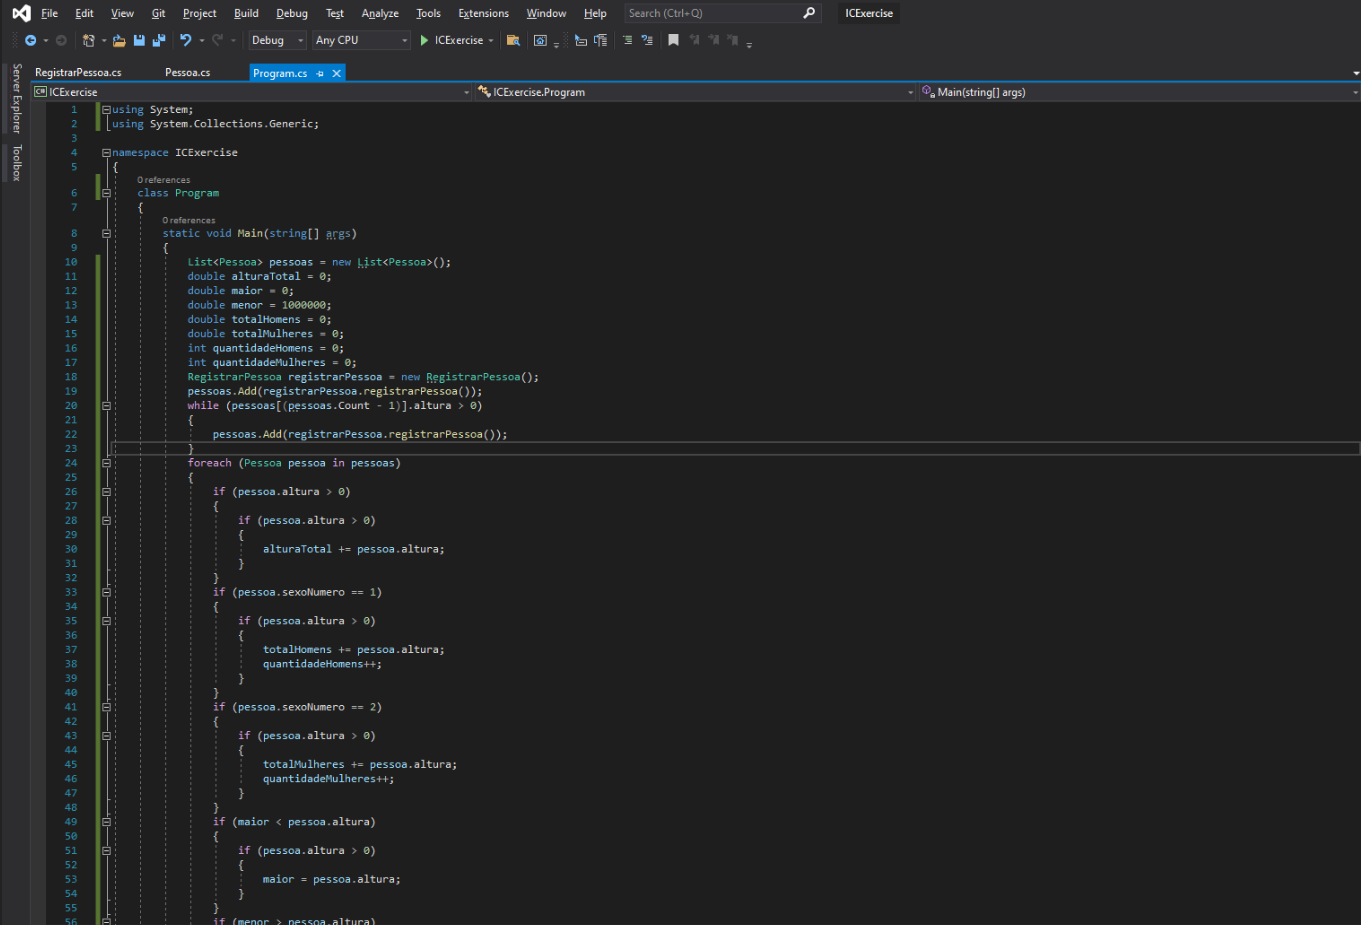 File Edit View Git Project Build Debug Test Analyze Tools Extensions Window Help Search (Ctrl+Q) ICExercise
Debug Any CPU ICExercise
Server Explorer
Toolbox
RegistrarPessoa.cs Pessoa.cs Program.cs
C# ICExercise ICExercise.Program Main(string[] args)
1 using System;
2 using System.Collections.Generic;
3
4 namespace ICExercise
5 {
0 references
6 class Program
7 {
0 references
8 static void Main(string[] args)
9 {
10 List<Pessoa> pessoas = new List<Pessoa>();
11 double alturaTotal = 0;
12 double maior = 0;
13 double menor = 1000000;
14 double totalHomens = 0;
15 double totalMulheres = 0;
16 int quantidadeHomens = 0;
17 int quantidadeMulheres = 0;
18 RegistrarPessoa registrarPessoa = new RegistrarPessoa();
19 pessoas.Add(registrarPessoa.registrarPessoa());
20 while (pessoas[(pessoas.Count - 1)].altura > 0)
21 {
22 pessoas.Add(registrarPessoa.registrarPessoa());
23 }
24 foreach (Pessoa pessoa in pessoas)
25 {
26 if (pessoa.altura > 0)
27 {
28 if (pessoa.altura > 0)
29 {
30 alturaTotal += pessoa.altura;
31 }
32 }
33 if (pessoa.sexoNumero == 1)
34 {
35 if (pessoa.altura > 0)
36 {
37 totalHomens += pessoa.altura;
38 quantidadeHomens++;
39 }
40 }
41 if (pessoa.sexoNumero == 2)
42 {
43 if (pessoa.altura > 0)
44 {
45 totalMulheres += pessoa.altura;
46 quantidadeMulheres++;
47 }
48 }
49 if (maior < pessoa.altura)
50 {
51 if (pessoa.altura > 0)
52 {
53 maior = pessoa.altura;
54 }
55 }
56 if (menor > pessoa.altura)